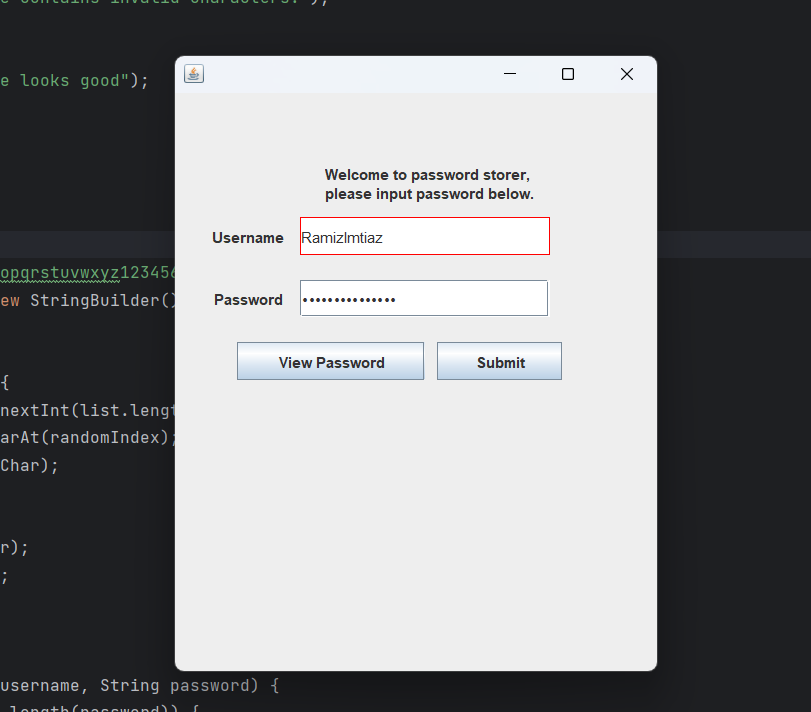 e contains invalid characters.");
e looks good");
Welcome to password storer,
please input password below.
Username RamizImtiaz
opqrstuvwxyz123456
ew StringBuilder()
Password •••••••••••••••
View Password Submit
{
nextInt(list.lengt
arAt(randomIndex);
Char);
r);
;
username, String password) {
length(password)) {